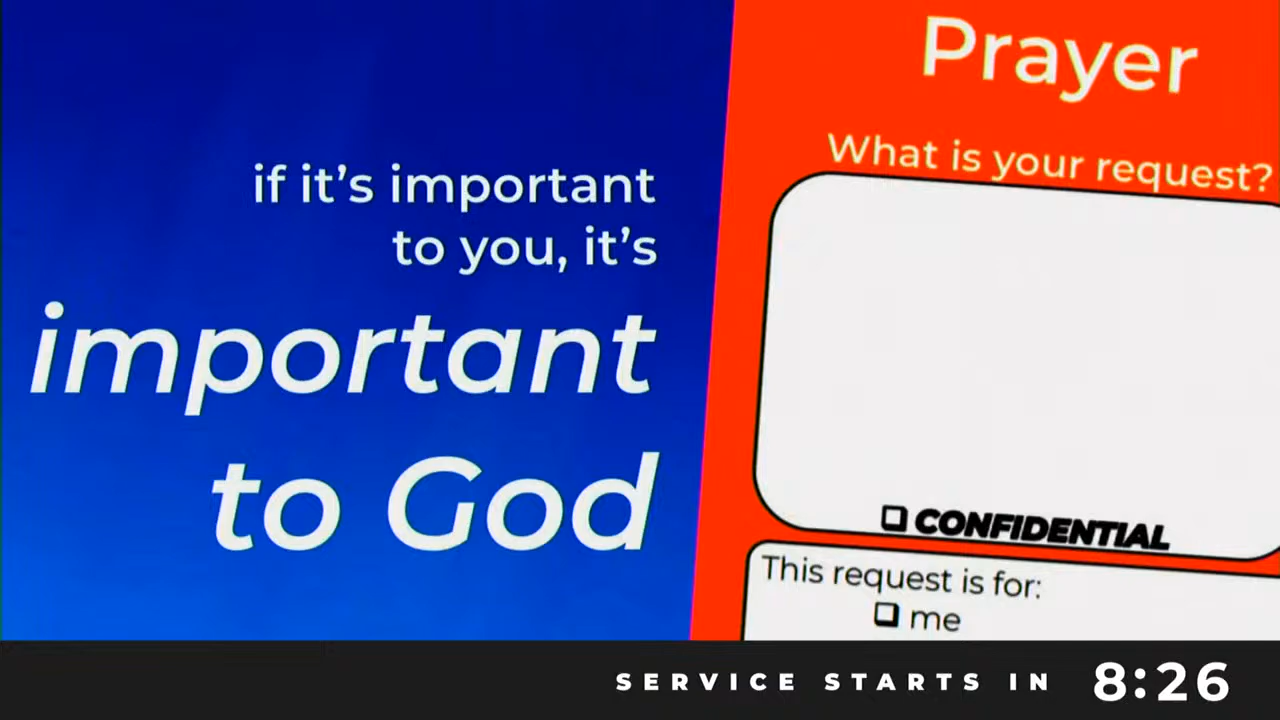 if it’s important
to you, it’s
important
to God
Prayer
What is your request?
CONFIDENTIAL
This request is for:
me
SERVICE STARTS IN 8:26